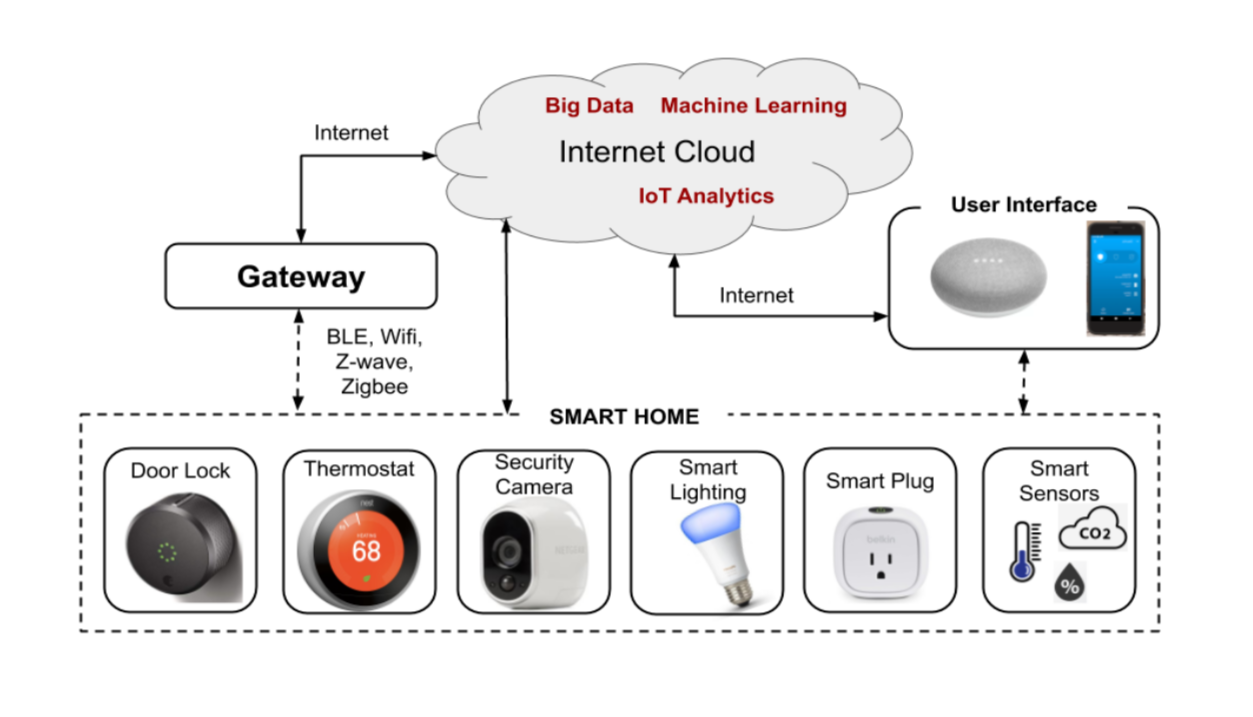 Big Data Machine Learning
Internet
Internet Cloud
IoT Analytics
User Interface
Gateway
Internet
BLE, Wifi,
Z-wave,
Zigbee
SMART HOME
Door Lock
Thermostat
Security
Camera
Smart
Lighting
Smart Plug
Smart
Sensors
nest
68
belkin
CO2
%